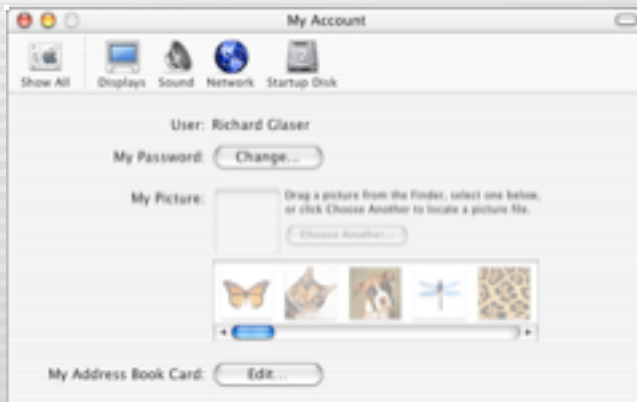 My Account
Show All Displays Sound Network Startup Disk
User: Richard Glaser
My Password: Change...
My Picture: Drag a picture from the Finder, select one below,
or click Choose Another to locate a picture file.
Choose Another...
My Address Book Card: Edit...